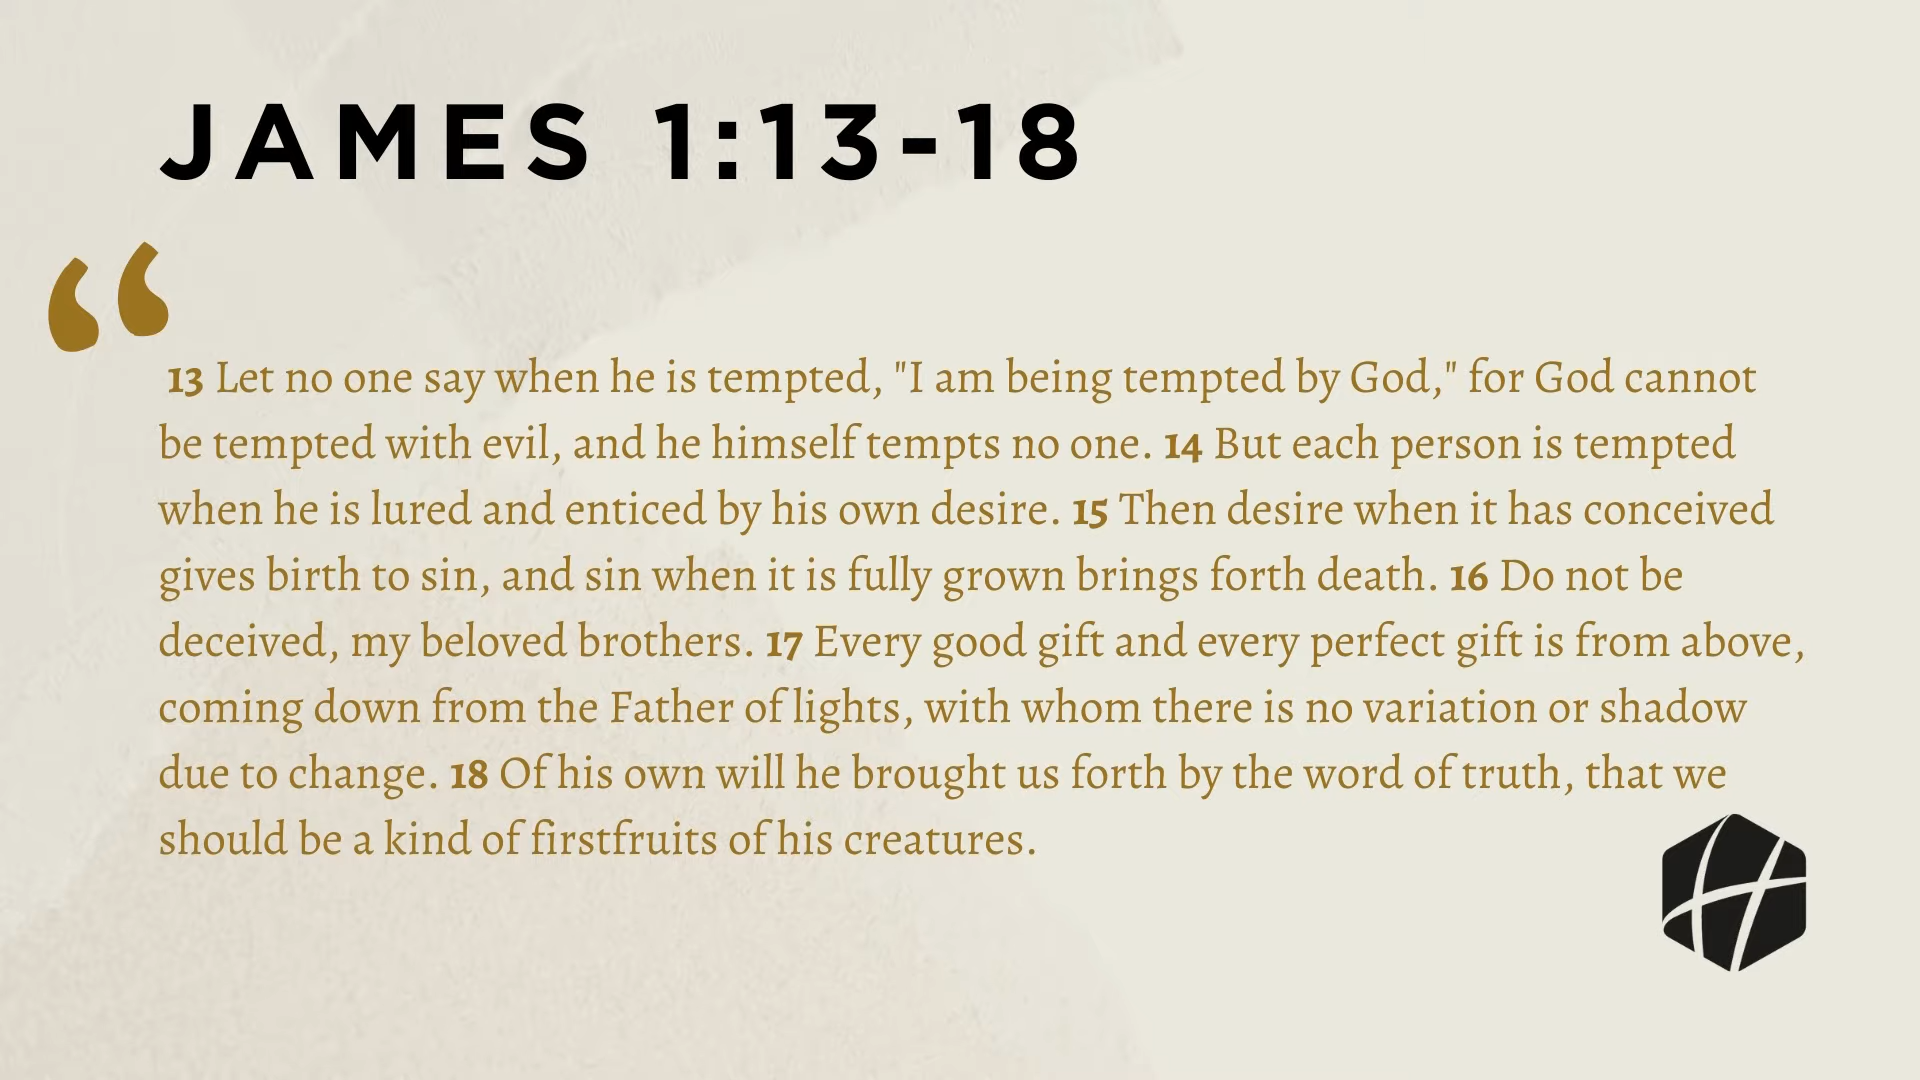 JAMES 1:13-18
“
13 Let no one say when he is tempted, "I am being tempted by God," for God cannot
be tempted with evil, and he himself tempts no one. 14 But each person is tempted
when he is lured and enticed by his own desire. 15 Then desire when it has conceived
gives birth to sin, and sin when it is fully grown brings forth death. 16 Do not be
deceived, my beloved brothers. 17 Every good gift and every perfect gift is from above,
coming down from the Father of lights, with whom there is no variation or shadow
due to change. 18 Of his own will he brought us forth by the word of truth, that we
should be a kind of firstfruits of his creatures.